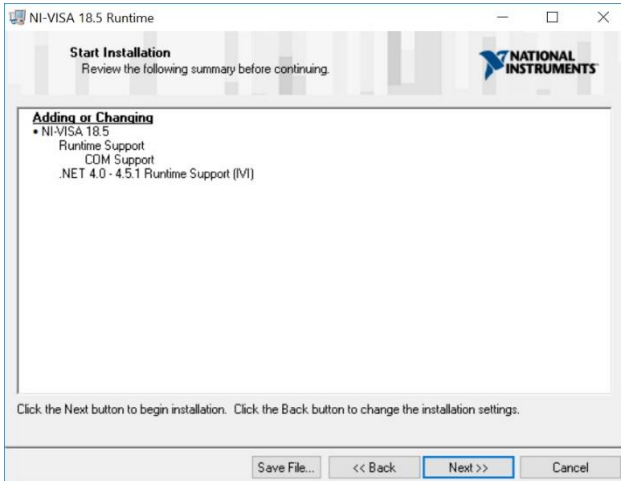 NI-VISA 18.5 Runtime
Start Installation
Review the following summary before continuing.
NATIONAL
INSTRUMENTS
Adding or Changing
• NI-VISA 18.5
Runtime Support
COM Support
.NET 4.0 - 4.5.1 Runtime Support (IVI)
Click the Next button to begin installation.  Click the Back button to change the installation settings.
Save File...
<< Back
Next >>
Cancel